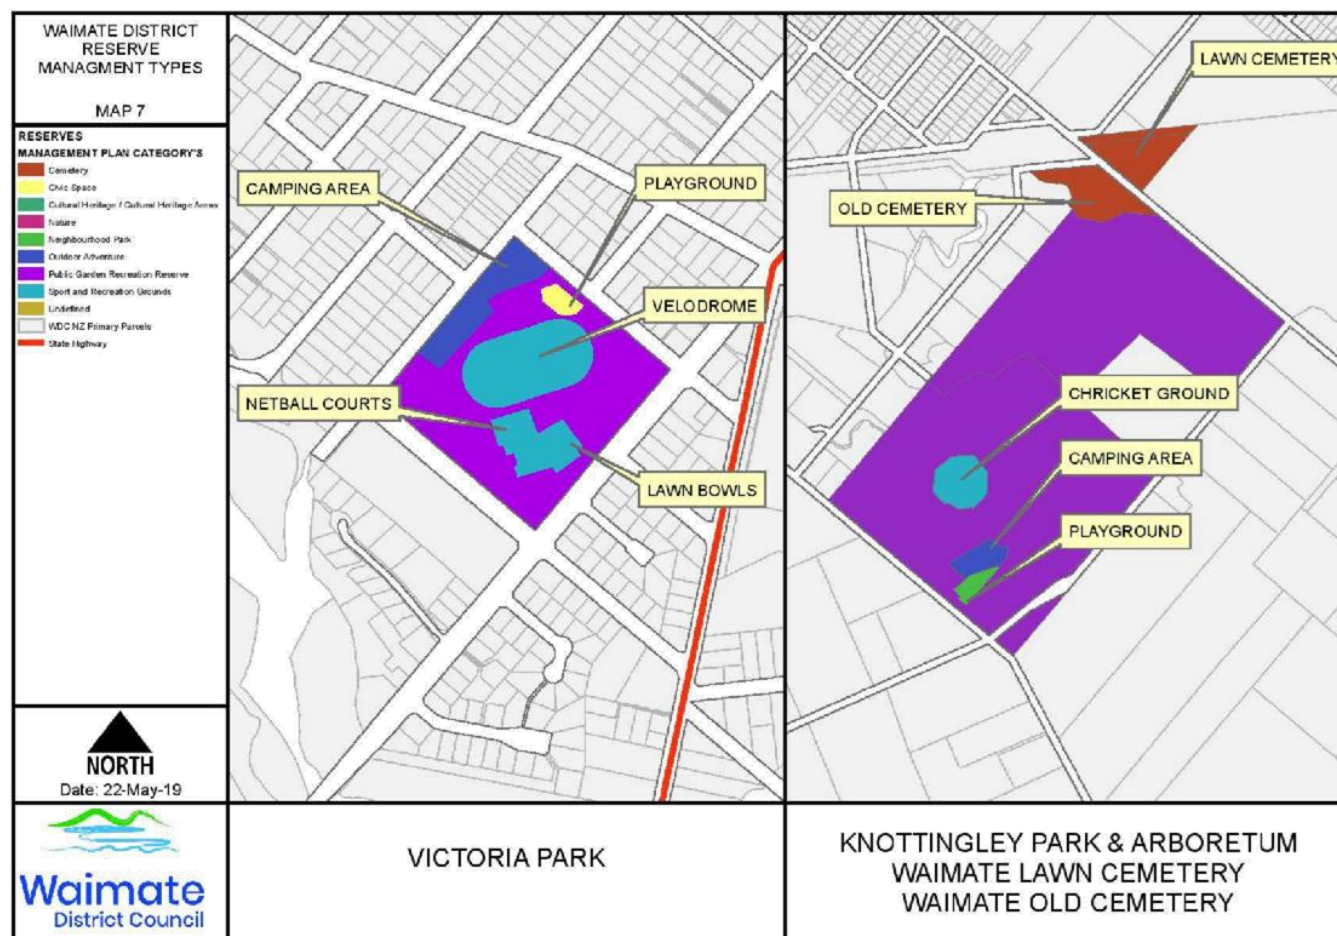 WAIMATE DISTRICT
RESERVE
MANAGMENT TYPES
MAP 7
RESERVES
MANAGEMENT PLAN CATEGORY'S
Cemetery
Civic Space
Cultural Heritage / Cultural Heritage Areas
Nature
Neighbourhood Park
Outdoor Adventure
Public Garden Recreation Reserve
Sport and Recreation Grounds
Undefined
WDC NZ Primary Parcels
State Highway
NORTH
Date: 22-May-19
Waimate
District Council
CAMPING AREA
PLAYGROUND
VELODROME
NETBALL COURTS
LAWN BOWLS
VICTORIA PARK
LAWN CEMETERY
OLD CEMETERY
CHRICKET GROUND
CAMPING AREA
PLAYGROUND
KNOTTINGLEY PARK & ARBORETUM
WAIMATE LAWN CEMETERY
WAIMATE OLD CEMETERY